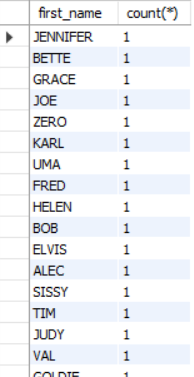 first_name count(*)
JENNIFER 1
BETTE 1
GRACE 1
JOE 1
ZERO 1
KARL 1
UMA 1
FRED 1
HELEN 1
BOB 1
ELVIS 1
ALEC 1
SISSY 1
TIM 1
JUDY 1
VAL 1
GOLDIE 1